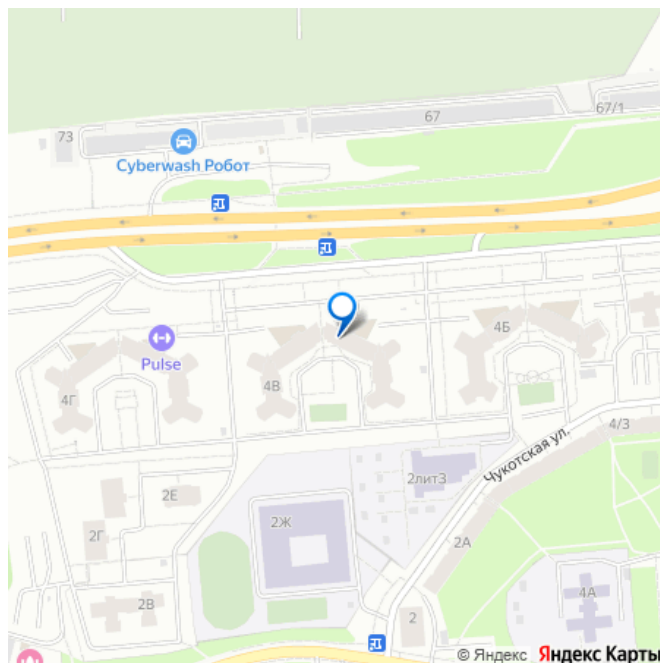 67/1
67
73
Cyberwash Робот
4Б
Pulse
4В
4Г
4/3
Чукотская ул.
2лит3
2Е
2Ж
2Г
2А
4А
2В
2
© Яндекс Яндекс Карты